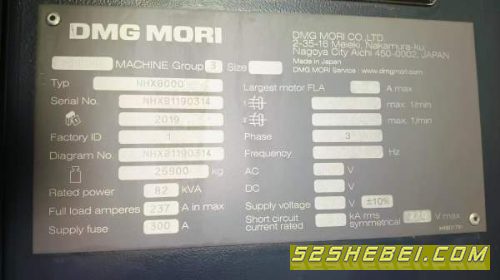 DMG MORI
DMG MORI CO., LTD.
2-35-16 Meieki, Nakamura-ku
Nagoya City Aichi 450-0002, JAPAN
Made in Japan
DMG MORI Service : www.dmgmori.com
MACHINE Group 3 Size
Typ
Serial No. NHX81190314
2019
Factory ID 1
Diagram No. NHX81190314
kg
Rated power 82 kVA
Full load amperes 237 A in max
Supply fuse 300 A
Largest motor FLA A max
max. 1/min
max. 1/min
Phase 3
Frequency Hz
AC V
DC V
Supply voltage V ±10%
Short circuit current rated kA rms symmetrical V max
52SHEBEI.COM